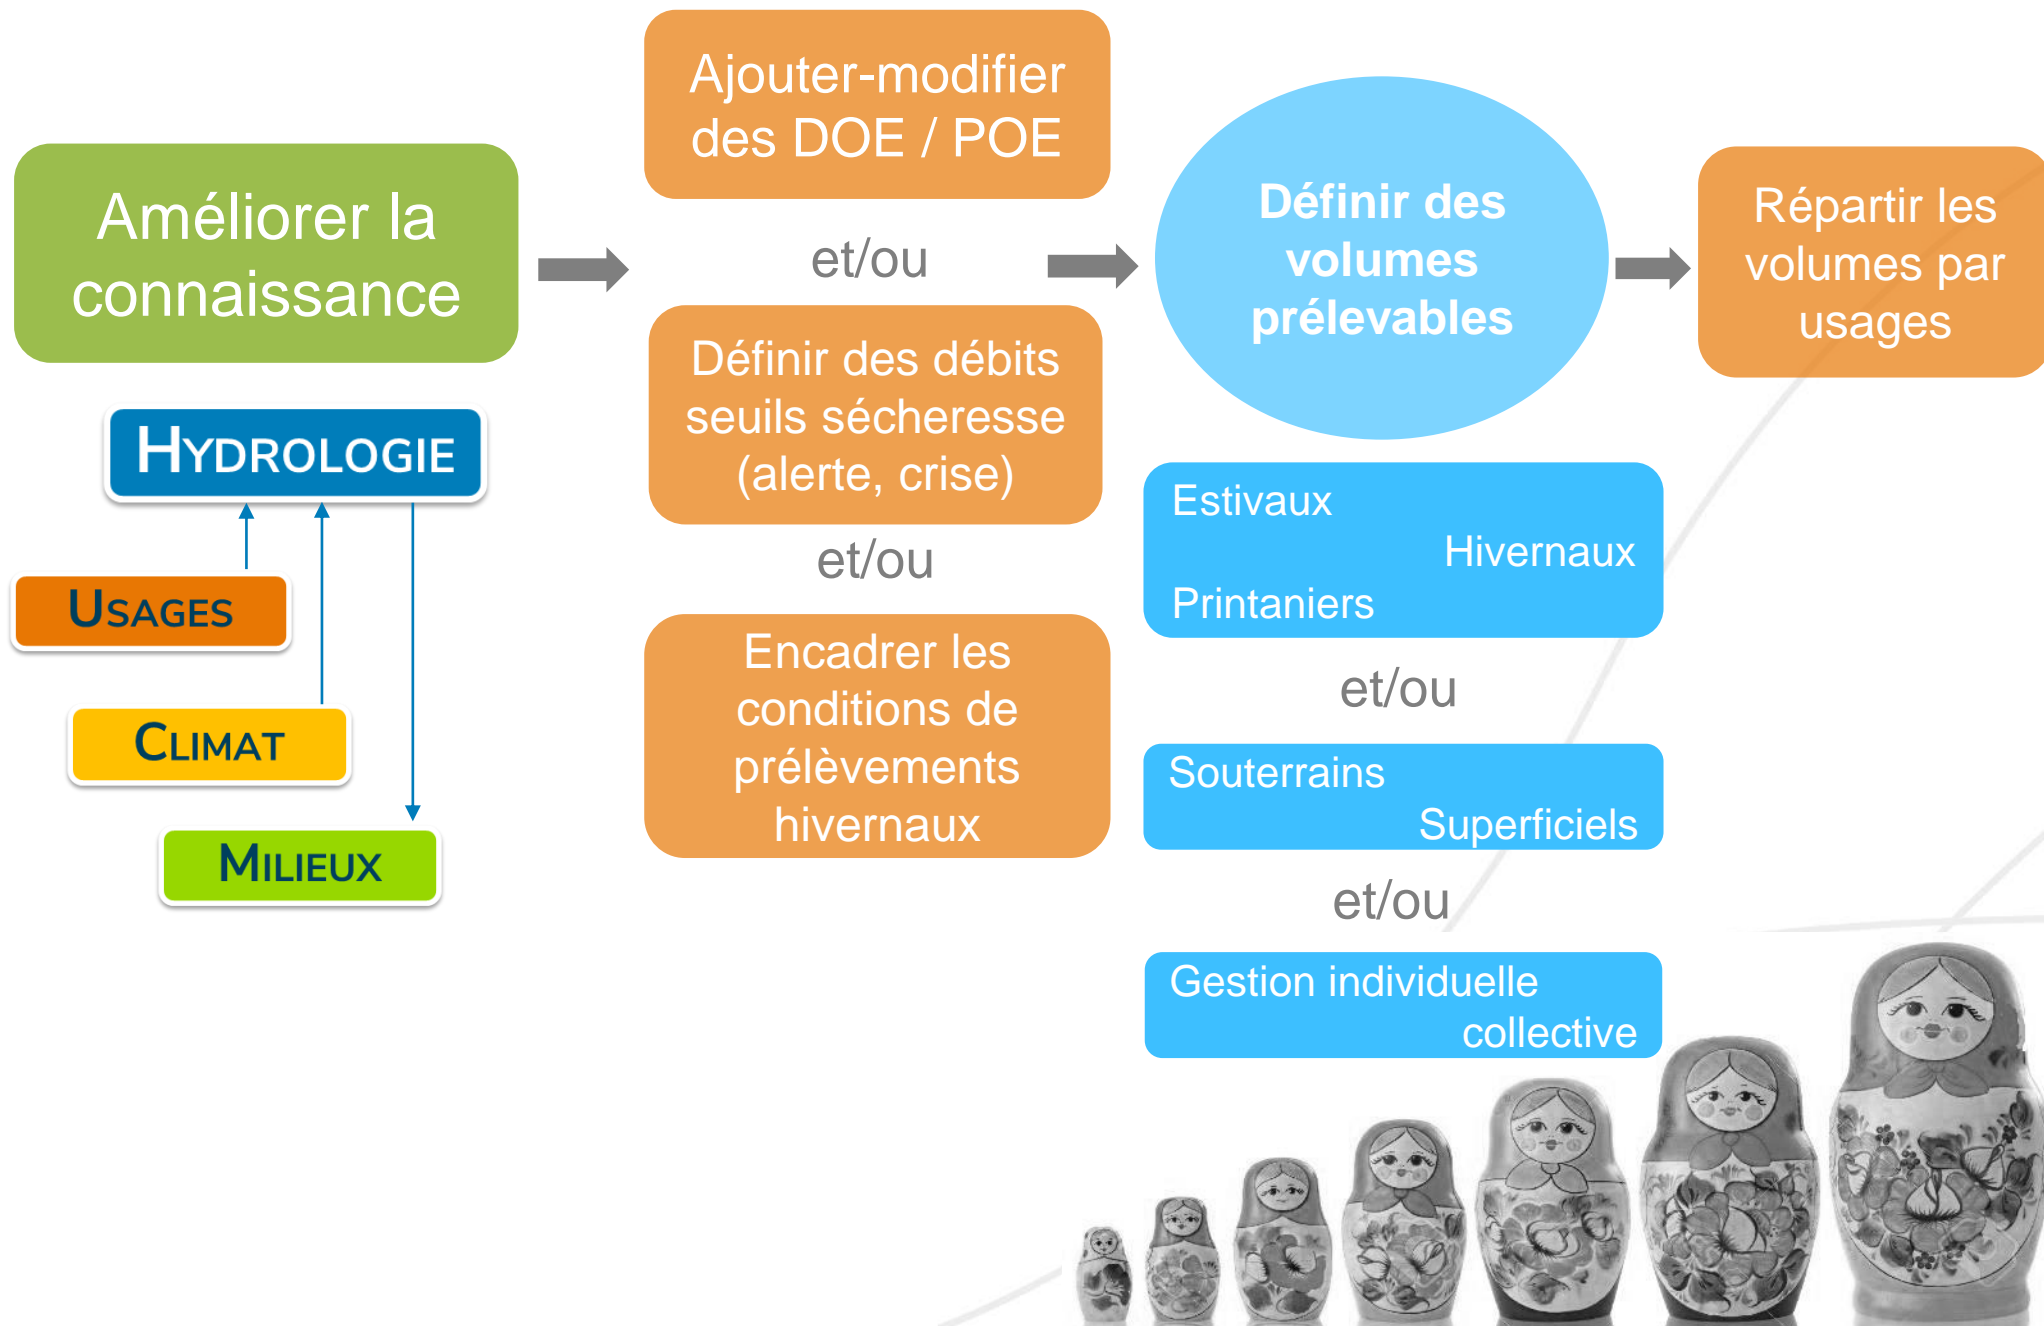 Améliorer la
connaissance
HYDROLOGIE
USAGES
CLIMAT
MILIEUX
Ajouter-modifier
des DOE / POE
et/ou
Définir des débits
seuils sécheresse
(alerte, crise)
et/ou
Encadrer les
conditions de
prélèvements
hivernaux
Définir des
volumes
prélevables
Estivaux
Hivernaux
Printaniers
et/ou
Souterrains
Superficiels
et/ou
Gestion individuelle
collective
Répartir les
volumes par
usages